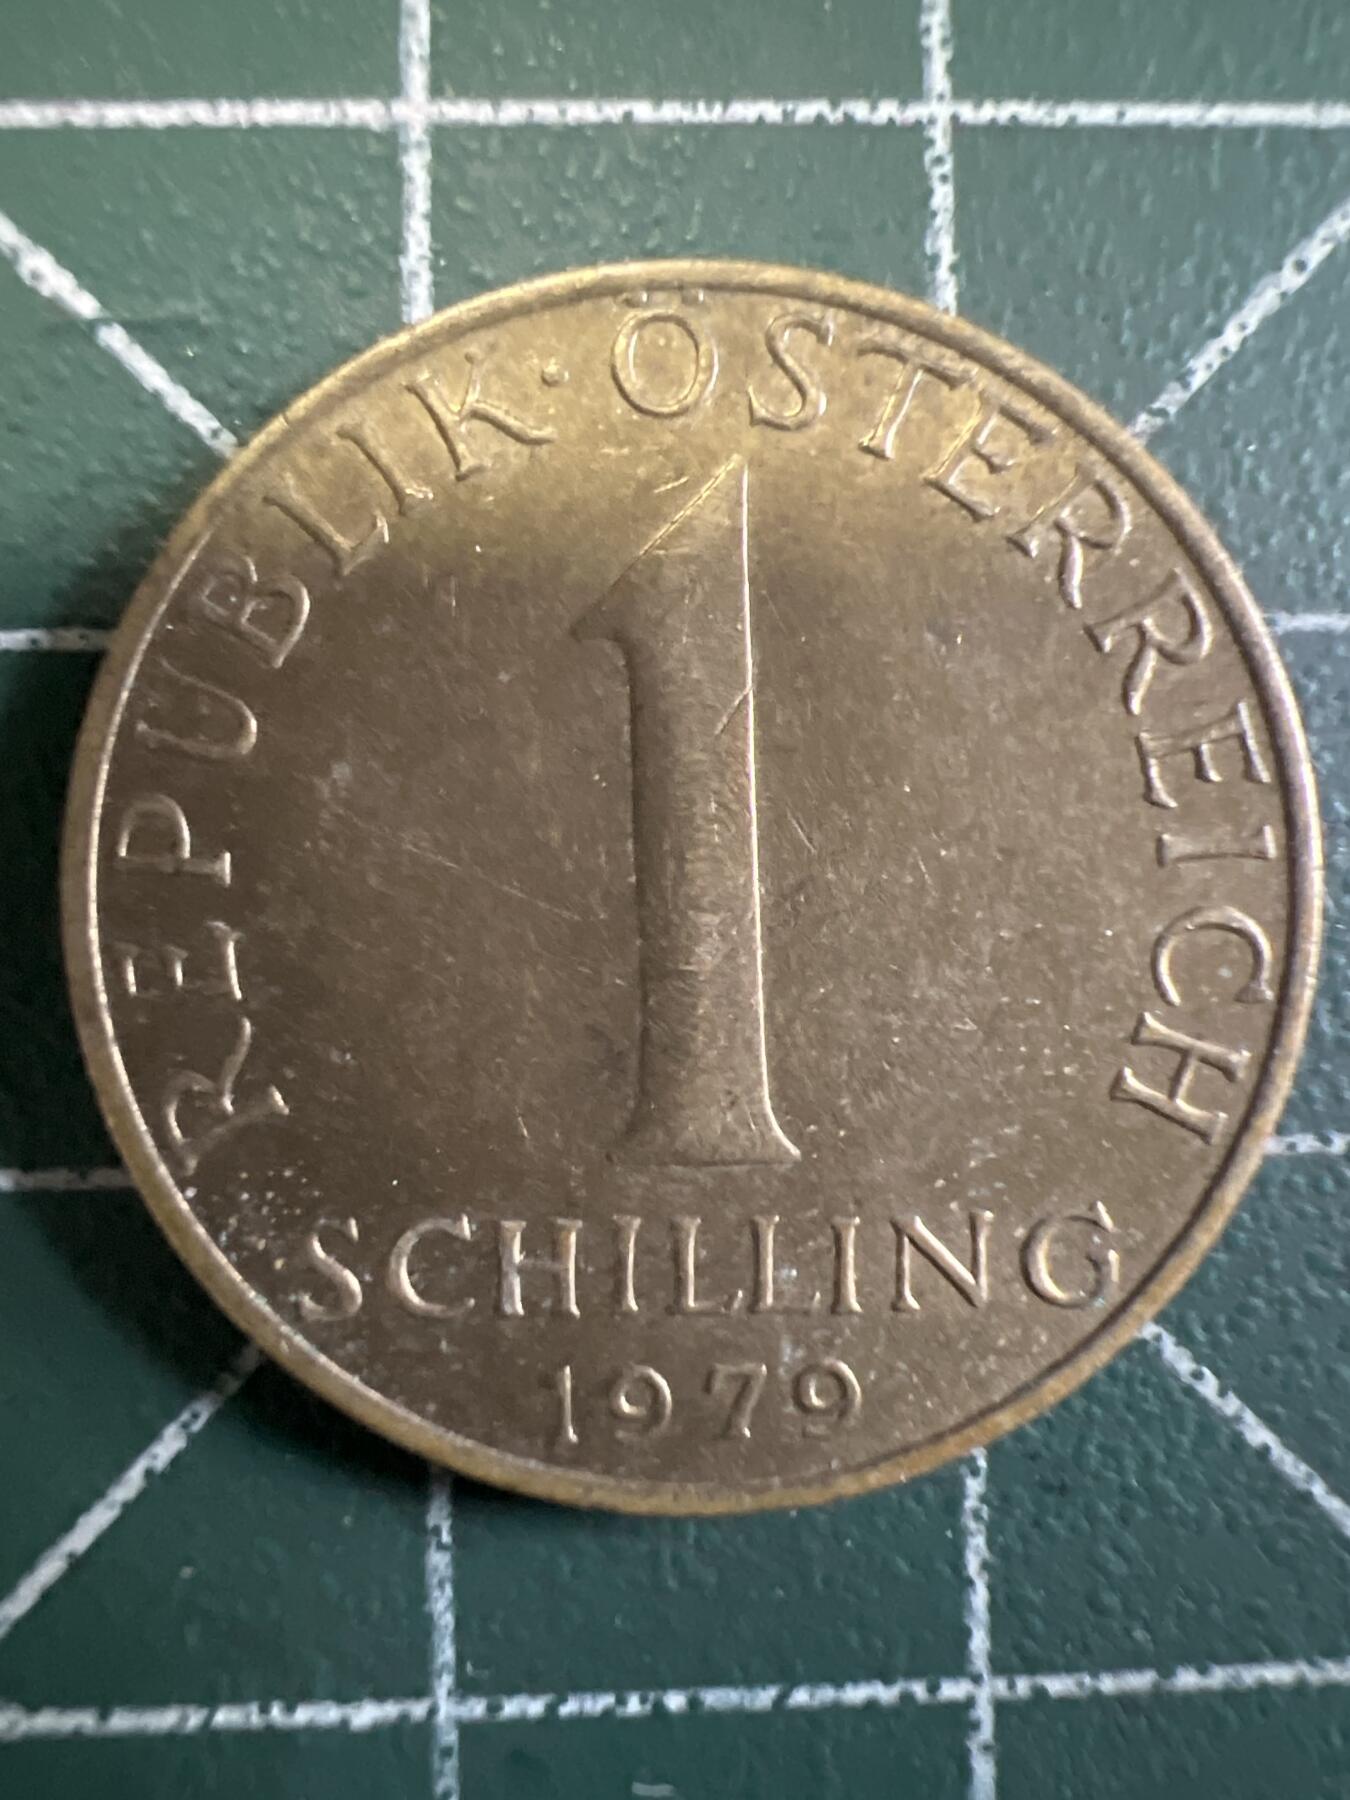 REPUBLIK · ÖSTERREICH
1
SCHILLING
1979